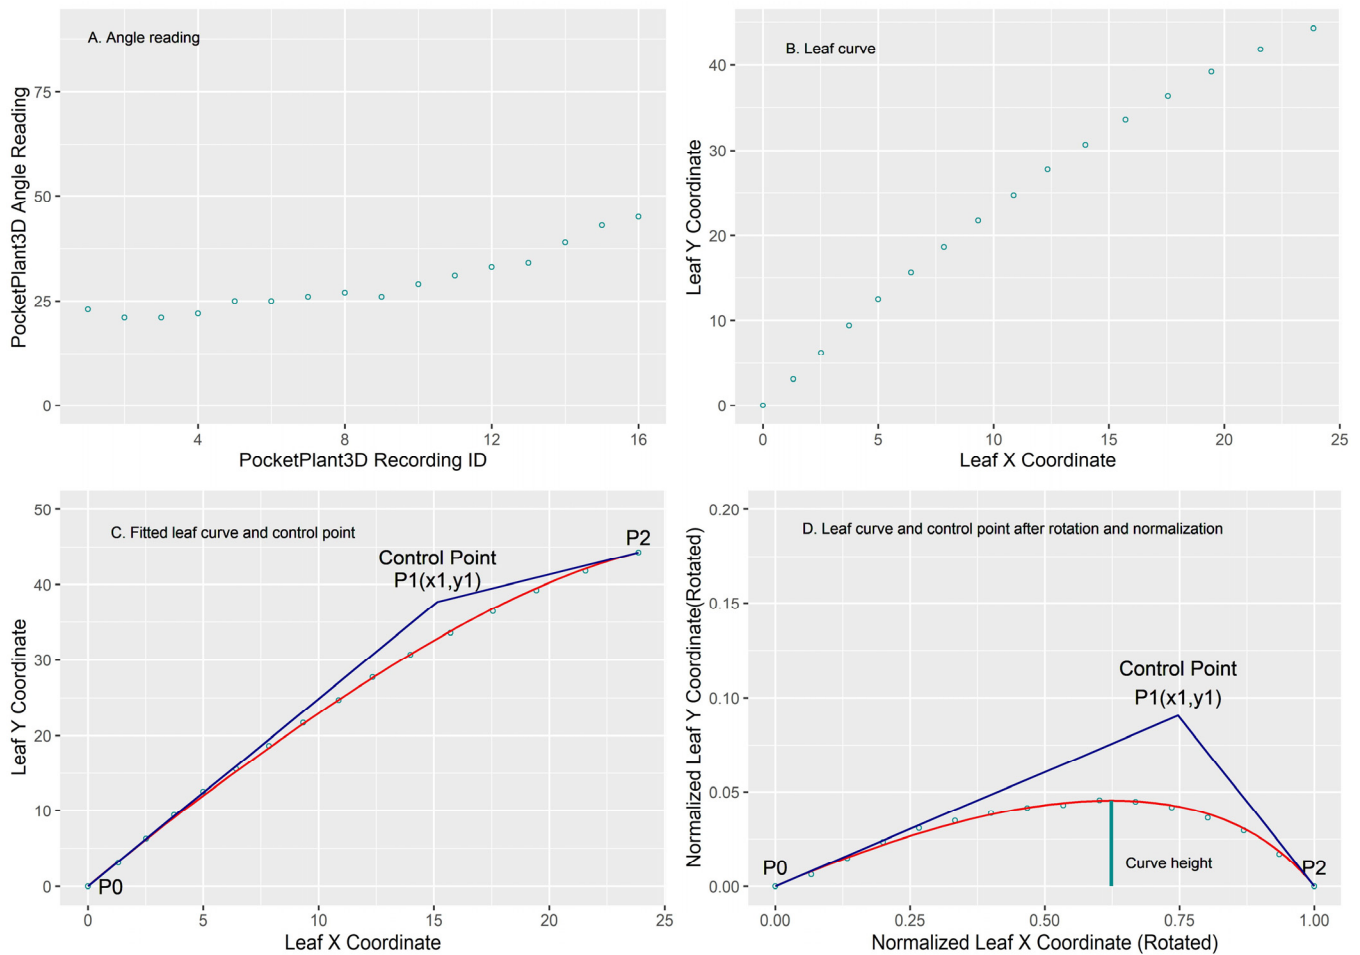 A. Angle reading
PocketPlant3D Angle Reading
75
50
25
0
4 8 12 16
PocketPlant3D Recording ID
B. Leaf curve
Leaf Y Coordinate
40
30
20
10
0
0 5 10 15 20 25
Leaf X Coordinate
C. Fitted leaf curve and control point
Leaf Y Coordinate
50
40
30
20
10
0
P2
Control Point
P1(x1,y1)
P0
0 5 10 15 20 25
Leaf X Coordinate
D. Leaf curve and control point after rotation and normalization
Normalized Leaf Y Coordinate(Rotated)
0.20
0.15
0.10
0.05
0.00
Control Point
P1(x1,y1)
Curve height
P0
P2
0.00 0.25 0.50 0.75 1.00
Normalized Leaf X Coordinate (Rotated)